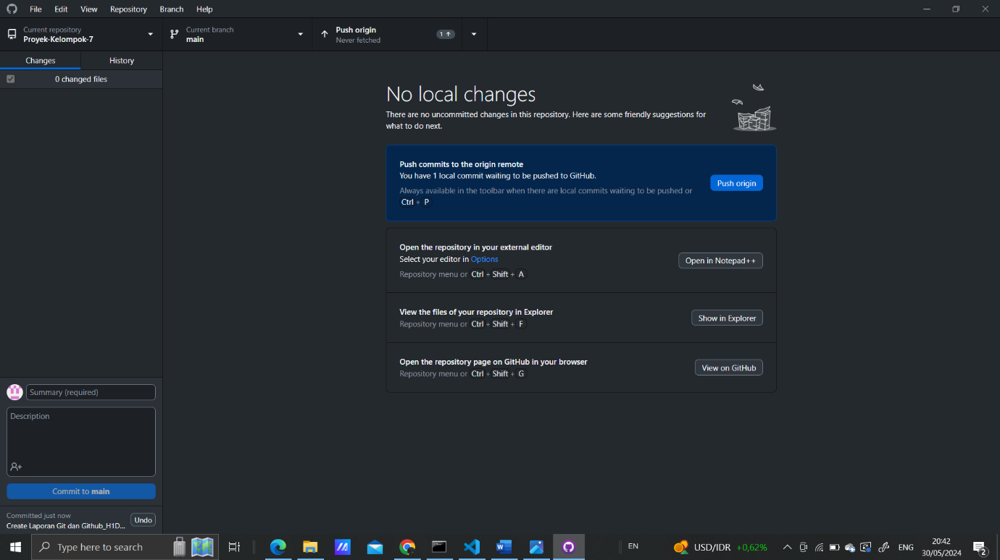 File Edit View Repository Branch Help
Current repository
Proyek-Kelompok-7
Current branch
main
Push origin
Never fetched
1
Changes
History
0 changed files
No local changes
There are no uncommitted changes in this repository. Here are some friendly suggestions for
what to do next.
Push commits to the origin remote
You have 1 local commit waiting to be pushed to GitHub.
Always available in the toolbar when there are local commits waiting to be pushed or
Ctrl + P
Push origin
Open the repository in your external editor
Select your editor in Options
Repository menu or Ctrl + Shift + A
Open in Notepad++
View the files of your repository in Explorer
Repository menu or Ctrl + Shift + F
Show in Explorer
Open the repository page on GitHub in your browser
Repository menu or Ctrl + Shift + G
View on GitHub
Summary (required)
Description
Commit to main
Committed just now
Create Laporan Git dan Github_H1D...
Undo
Type here to search
EN
USD/IDR +0,62%
ENG
20:42
30/05/2024
2